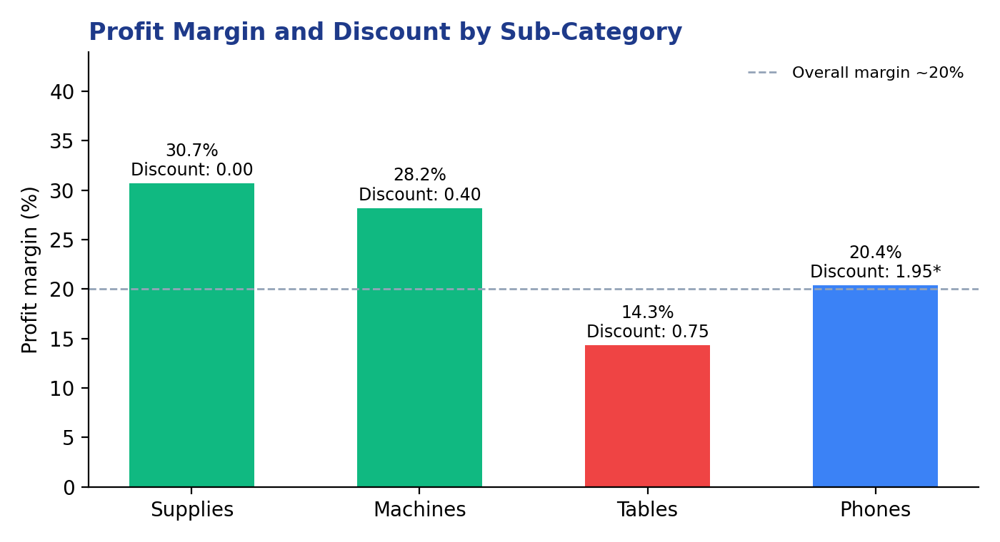 Profit Margin and Discount by Sub-Category
Overall margin ~20%
Profit margin (%)
40
35
30
25
20
15
10
5
0
30.7%
Discount: 0.00
28.2%
Discount: 0.40
14.3%
Discount: 0.75
20.4%
Discount: 1.95*
Supplies
Machines
Tables
Phones